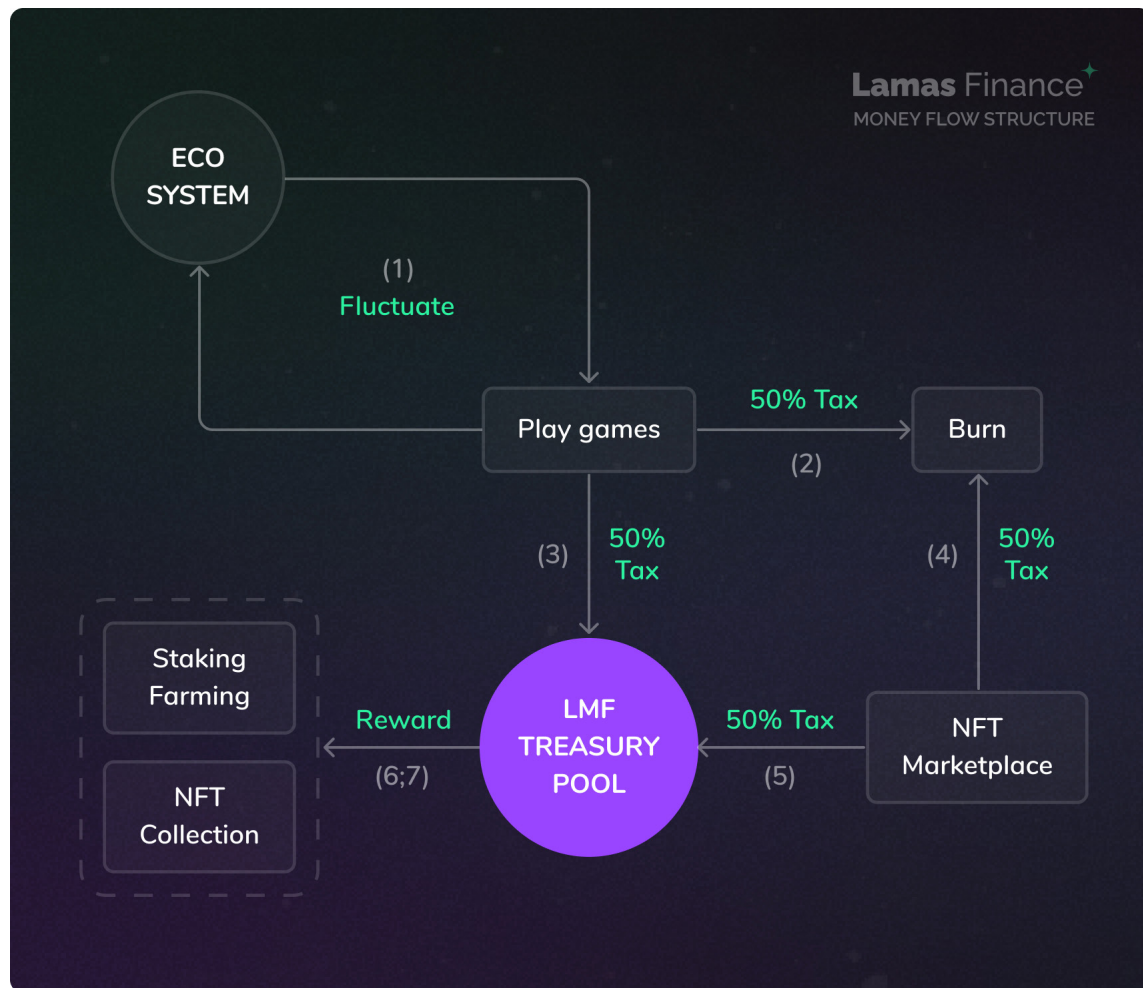 Lamas Finance
MONEY FLOW STRUCTURE
ECO
SYSTEM
(1)
Fluctuate
Play games
50% Tax
(2)
Burn
(3)
50%
Tax
(4)
50%
Tax
Staking
Farming
NFT
Collection
Reward
(6;7)
LMF
TREASURY
POOL
50% Tax
(5)
NFT
Marketplace